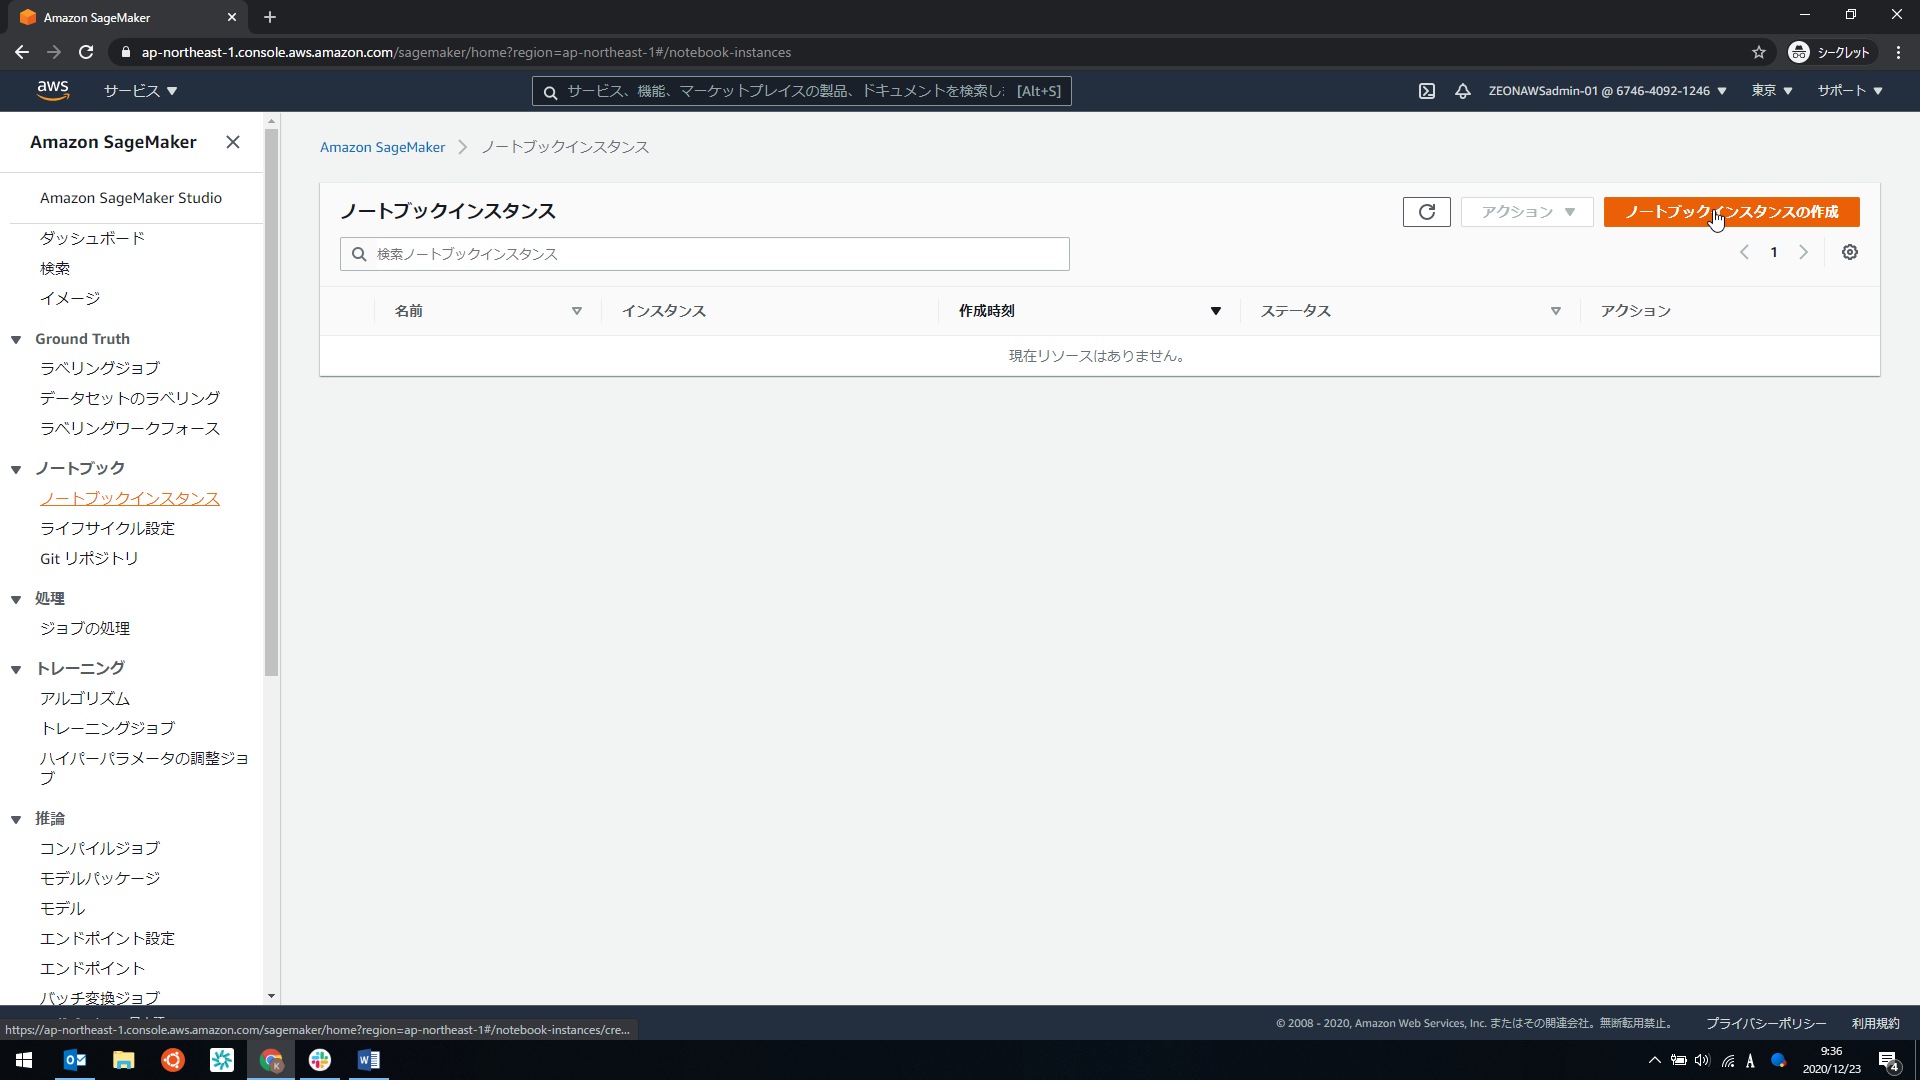 Amazon SageMaker
ap-northeast-1.console.aws.amazon.com/sagemaker/home?region=ap-northeast-1#/notebook-instances
シークレット
aws
サービス
サービス、機能、マーケットプレイスの製品、ドキュメントを検索し [Alt+S]
ZEONAWSadmin-01 @ 6746-4092-1246
東京
サポート
Amazon SageMaker
Amazon SageMaker Studio
ダッシュボード
検索
イメージ
Ground Truth
ラベリングジョブ
データセットのラベリング
ラベリングワークフォース
ノートブック
ノートブックインスタンス
ライフサイクル設定
Git リポジトリ
処理
ジョブの処理
トレーニング
アルゴリズム
トレーニングジョブ
ハイパーパラメータの調整ジョ
ブ
推論
コンパイルジョブ
モデルパッケージ
モデル
エンドポイント設定
エンドポイント
バッチ変換ジョブ
Amazon SageMaker
ノートブックインスタンス
ノートブックインスタンス
アクション
ノートブックインスタンスの作成
検索ノートブックインスタンス
1
名前
インスタンス
作成時刻
ステータス
アクション
現在リソースはありません。
https://ap-northeast-1.console.aws.amazon.com/sagemaker/home?region=ap-northeast-1#/notebook-instances/cre...
© 2008 - 2020, Amazon Web Services, Inc. またはその関連会社。無断転用禁止。
プライバシーポリシー
利用規約
A
9:36
2020/12/23
4